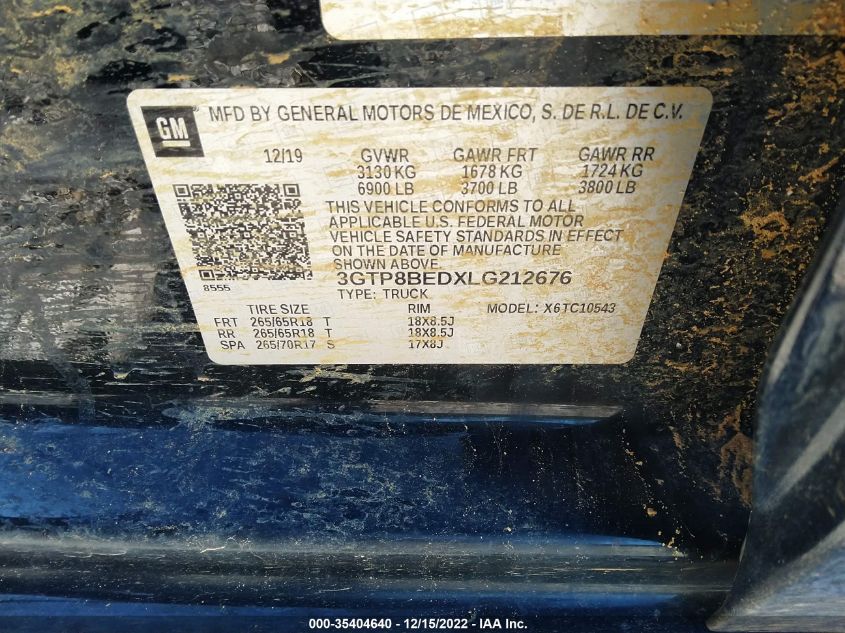 GM MFD BY GENERAL MOTORS DE MEXICO, S. DE R.L. DE C.V.
12/19 GVWR GAWR FRT GAWR RR
3130 KG 1678 KG 1724 KG
6900 LB 3700 LB 3800 LB
THIS VEHICLE CONFORMS TO ALL
APPLICABLE U.S. FEDERAL MOTOR
VEHICLE SAFETY STANDARDS IN EFFECT
ON THE DATE OF MANUFACTURE
SHOWN ABOVE
8555 3GTP8BEDXLG212676
TYPE: TRUCK
TIRE SIZE RIM MODEL: X6TC10543
FRT 265/65R18 T 18X8.5J
RR 265/65R18 T 18X8.5J
SPA 265/70R17 S 17X8J
000-35404640 - 12/15/2022 - IAA Inc.